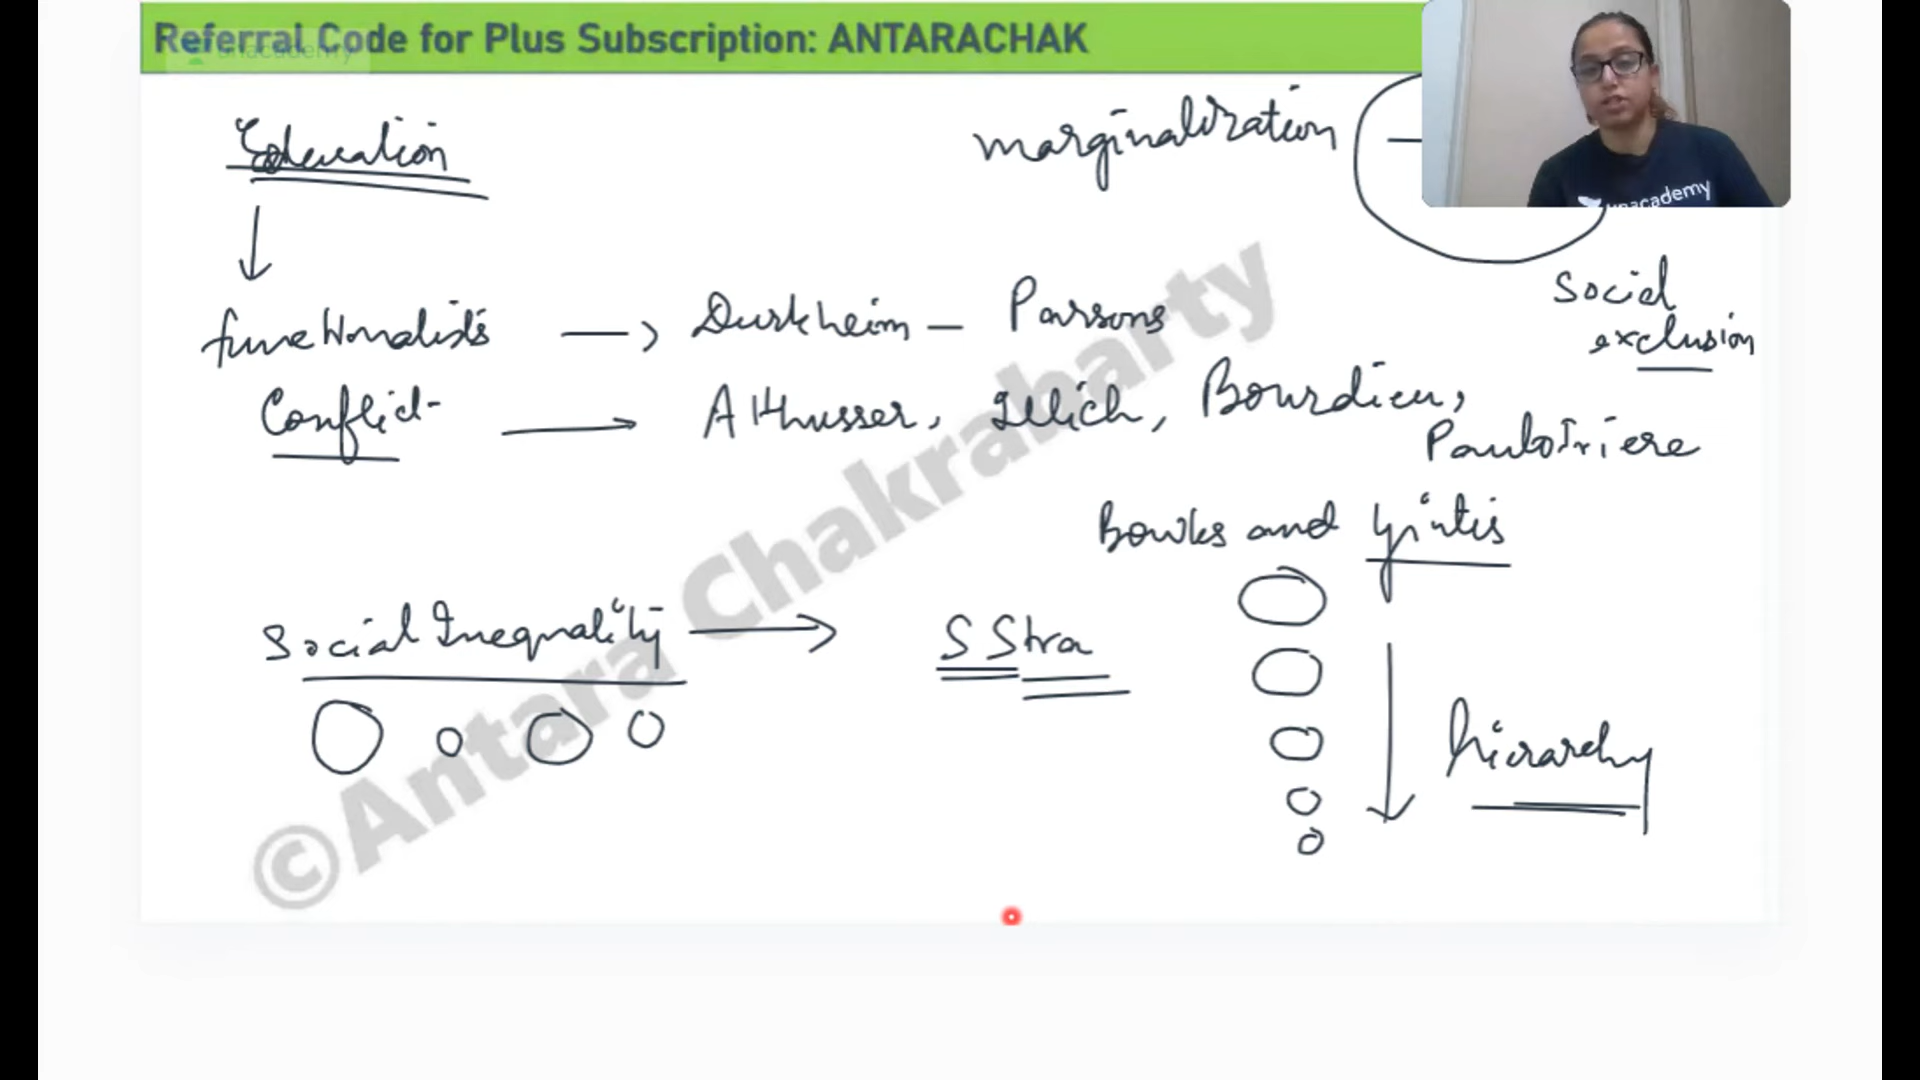 Referral Code for Plus Subscription: ANTARACHAK
unacademy
Education
marginalization
unacademy
Social
exclusion
functionalists → Durkheim – Parsons
Conflict → Althusser, Illich, Bourdieu,
Paulo Friere
Bowles and Gintis
Social Inequality → S Stra
hierarchy
©Antara Chakrabarty